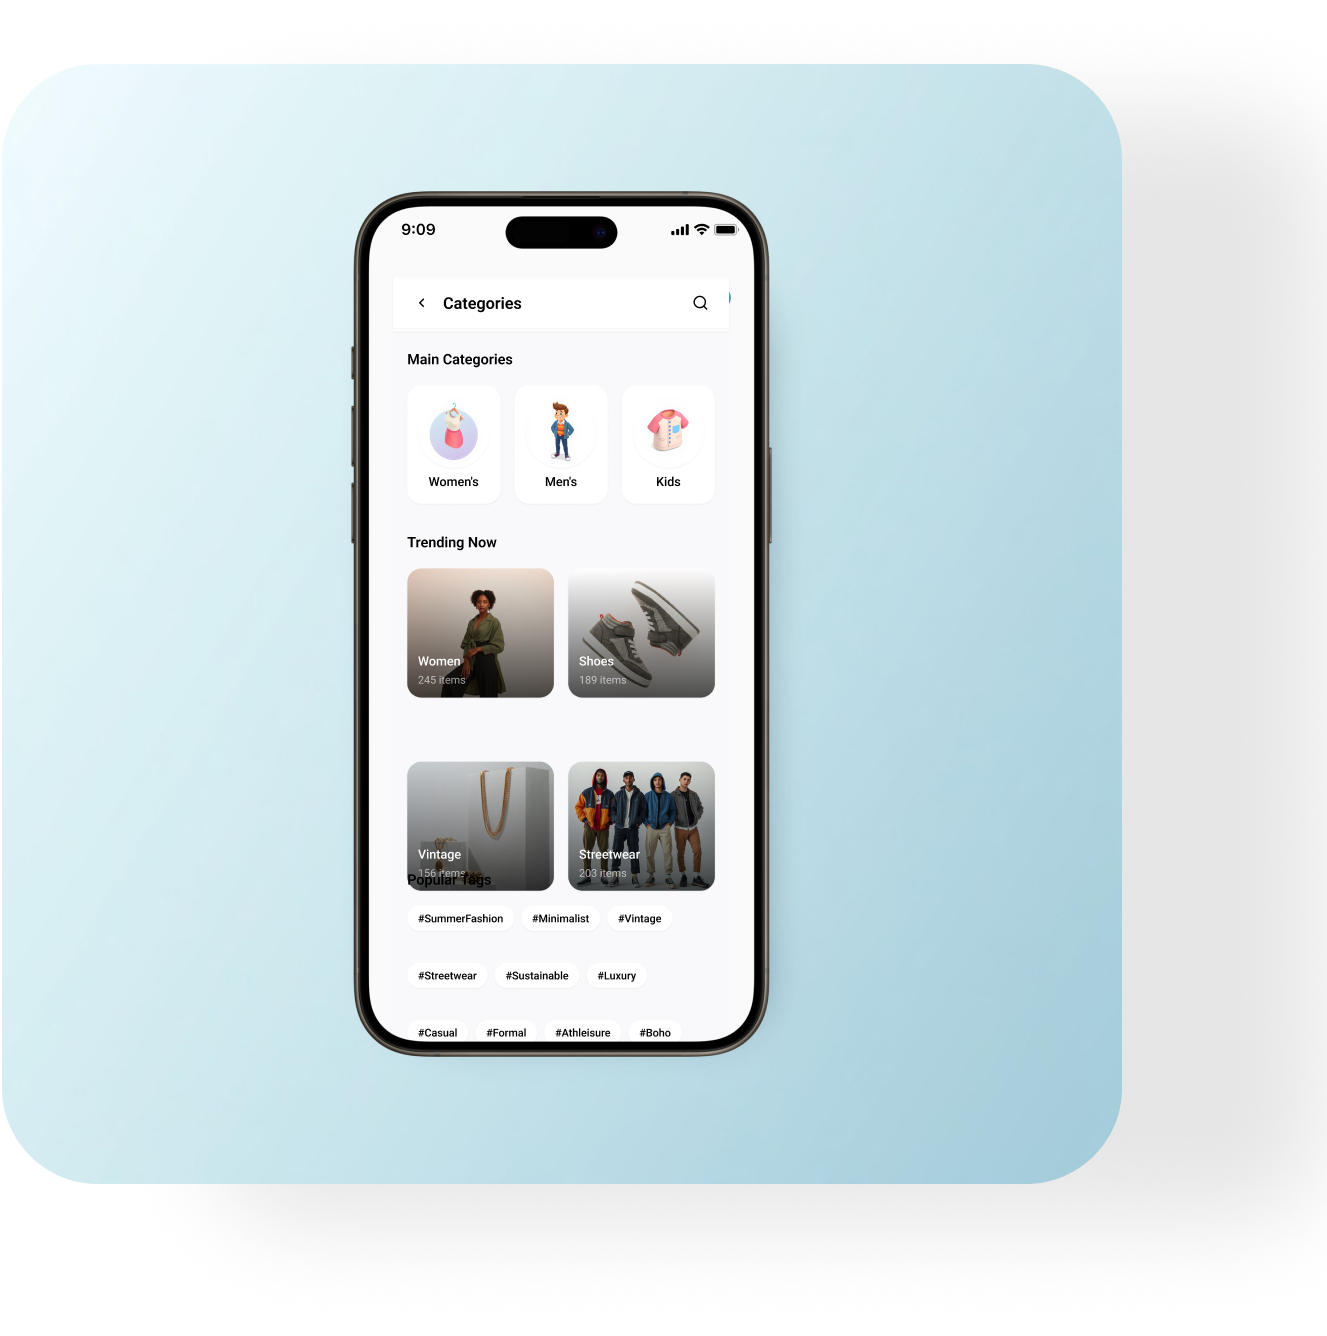 9:09
Categories
Main Categories
Women's
Men's
Kids
Trending Now
Women
245 items
Shoes
189 items
Vintage
156 items
Streetwear
203 items
Popular Tags
#SummerFashion #Minimalist #Vintage
#Streetwear #Sustainable #Luxury
#Casual #Formal #Athleisure #Boho